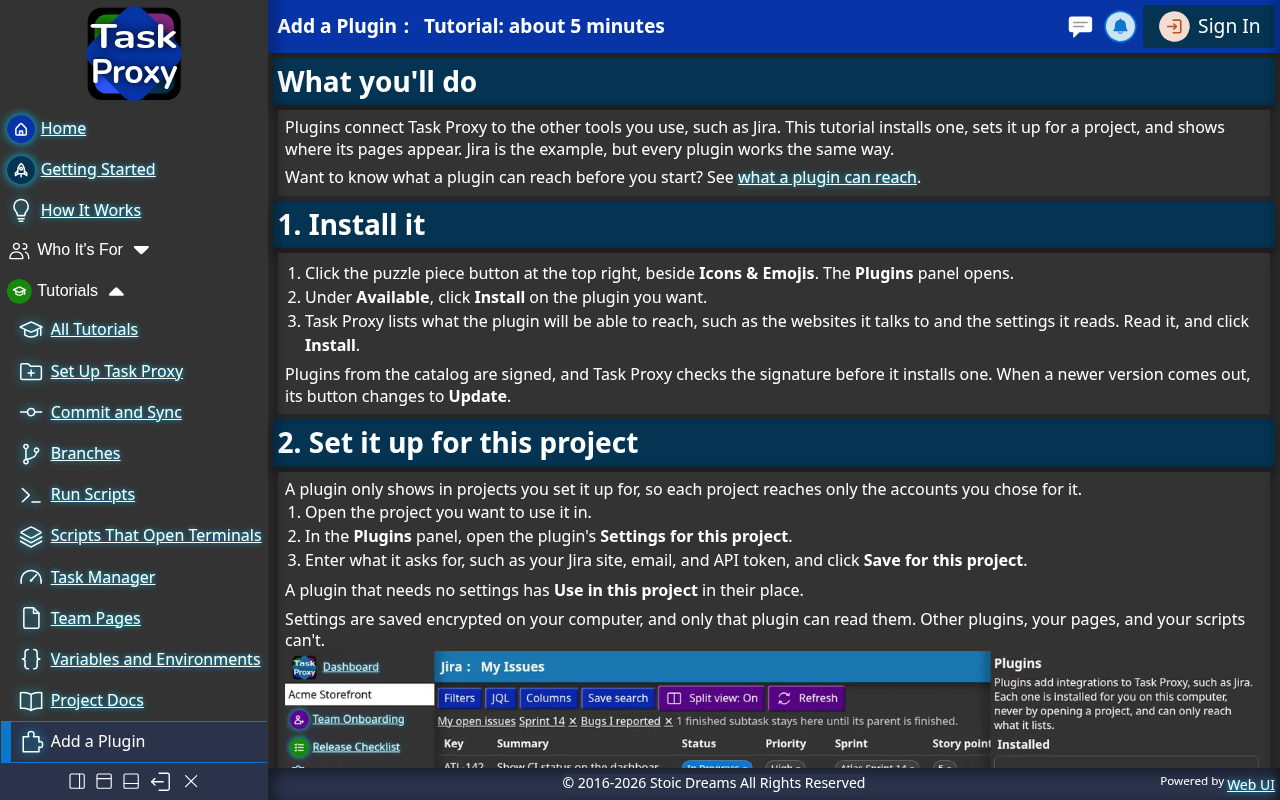 Task
Proxy
Home
Getting Started
How It Works
Who It's For
Tutorials
All Tutorials
Set Up Task Proxy
Commit and Sync
Branches
Run Scripts
Scripts That Open Terminals
Task Manager
Team Pages
Variables and Environments
Project Docs
Add a Plugin
Add a Plugin : Tutorial: about 5 minutes
Sign In
What you'll do
Plugins connect Task Proxy to the other tools you use, such as Jira. This tutorial installs one, sets it up for a project, and shows
where its pages appear. Jira is the example, but every plugin works the same way.
Want to know what a plugin can reach before you start? See what a plugin can reach.
1. Install it
1. Click the puzzle piece button at the top right, beside Icons & Emojis. The Plugins panel opens.
2. Under Available, click Install on the plugin you want.
3. Task Proxy lists what the plugin will be able to reach, such as the websites it talks to and the settings it reads. Read it, and click
Install.
Plugins from the catalog are signed, and Task Proxy checks the signature before it installs one. When a newer version comes out,
its button changes to Update.
2. Set it up for this project
A plugin only shows in projects you set it up for, so each project reaches only the accounts you chose for it.
1. Open the project you want to use it in.
2. In the Plugins panel, open the plugin's Settings for this project.
3. Enter what it asks for, such as your Jira site, email, and API token, and click Save for this project.
A plugin that needs no settings has Use in this project in their place.
Settings are saved encrypted on your computer, and only that plugin can read them. Other plugins, your pages, and your scripts
can't.
Task
Proxy
Dashboard
Acme Storefront
Team Onboarding
Release Checklist
Jira : My Issues
Filters JQL Columns Save search Split view: On Refresh
My open issues Sprint 14 × Bugs I reported × 1 finished subtask stays here until its parent is finished.
Key Summary Status Priority Sprint Story point
ATL-142 Show CI status on the dashboar In Progress High Atlas Sprint 14 5
Plugins
Plugins add integrations to Task Proxy, such as Jira.
Each one is installed for you on this computer,
never by opening a project, and can only reach
what it lists.
Installed
© 2016-2026 Stoic Dreams All Rights Reserved
Powered by Web UI